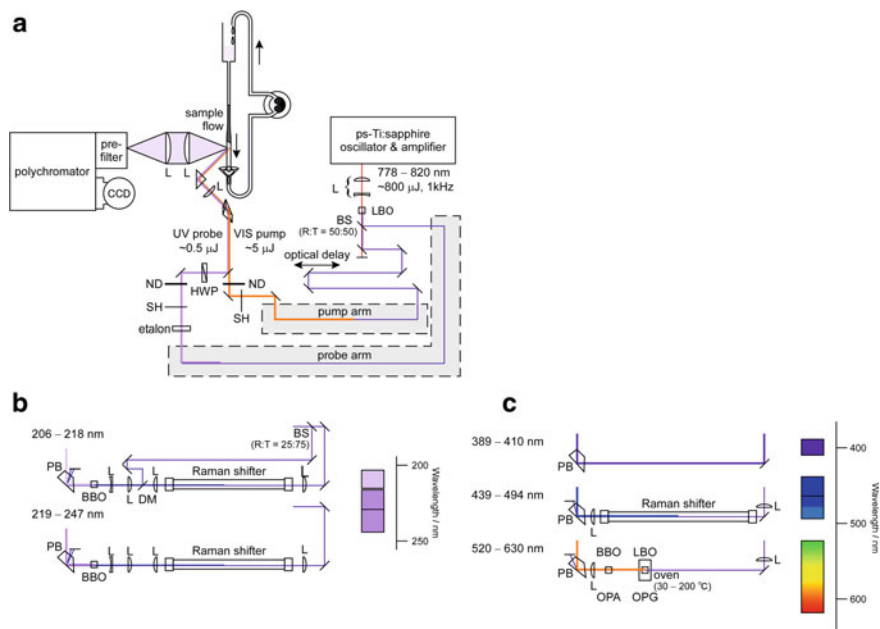 a
sample
flow
pre-
filter
polychromator
CCD
L L
L
ps-Ti:sapphire
oscillator & amplifier
778 – 820 nm
~800 µJ, 1kHz
L
LBO
BS
(R:T = 50:50)
UV probe
~0.5 µJ
VIS pump
~5 µJ
optical delay
ND
HWP
ND
SH
SH
etalon
pump arm
probe arm
b
206 – 218 nm
BS
(R:T = 25:75)
PB
L
L
Raman shifter
L
BBO
L
DM
219 – 247 nm
PB
L
L
L
Raman shifter
L
BBO
200
250
Wavelength / nm
c
389 – 410 nm
PB
439 – 494 nm
Raman shifter
L
PB
L
520 – 630 nm
BBO
LBO
L
PB
L
oven
(30 – 200 °C)
OPA
OPG
400
500
600
Wavelength / nm